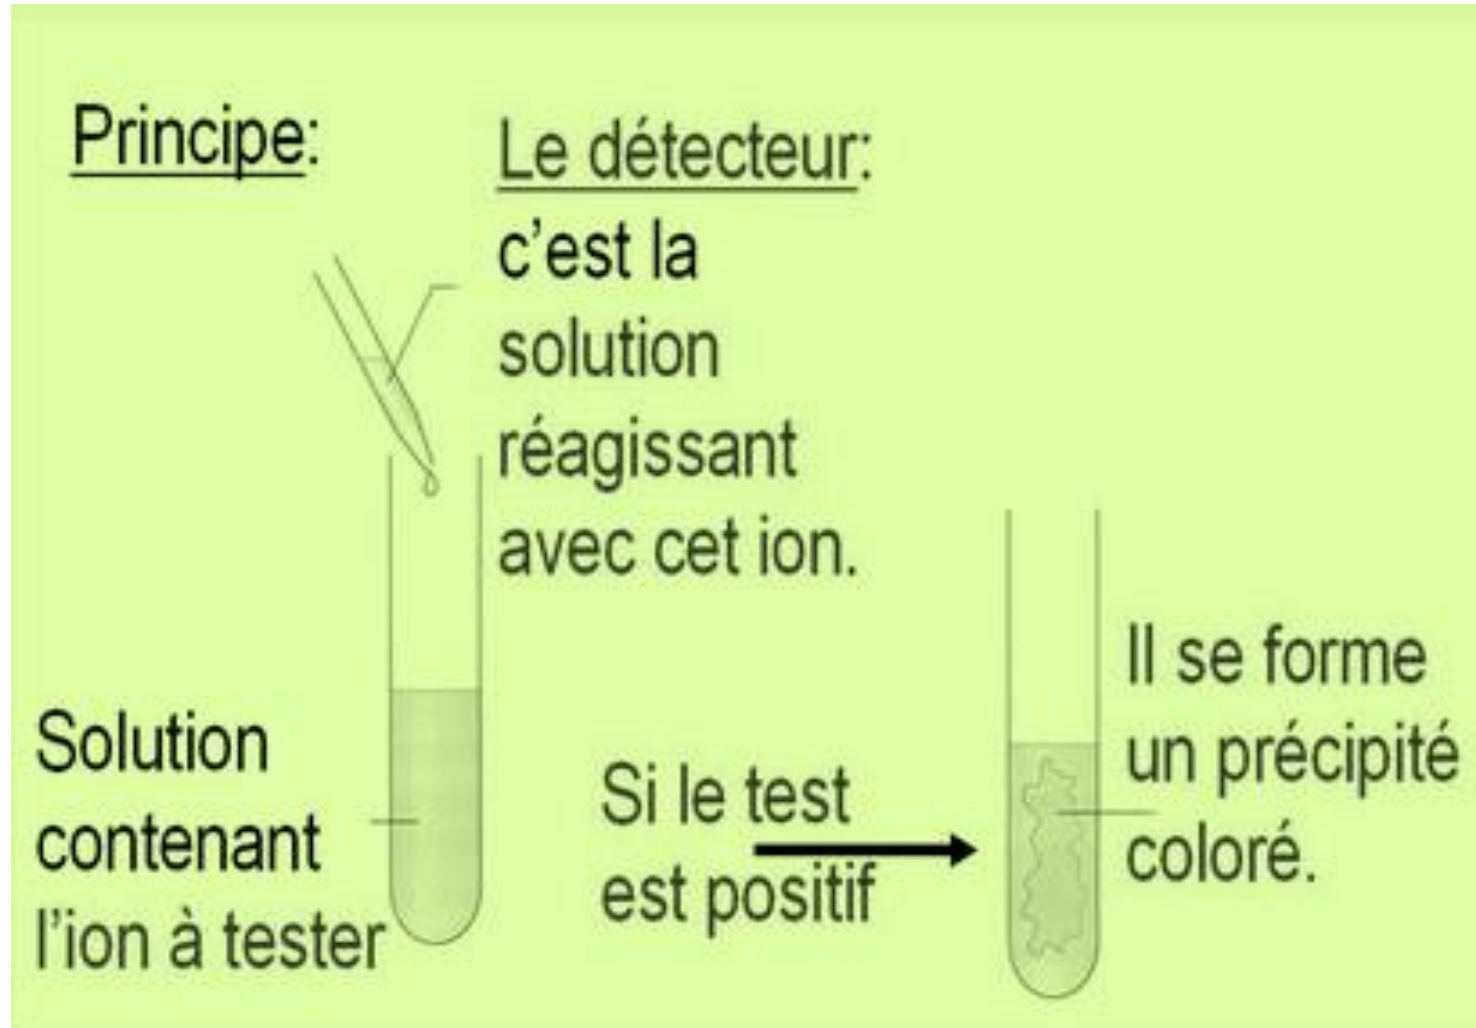 Principe:
Le détecteur:
c'est la
solution
réagissant
avec cet ion.
Solution
contenant
l'ion à tester
Si le test
est positif
Il se forme
un précipité
coloré.